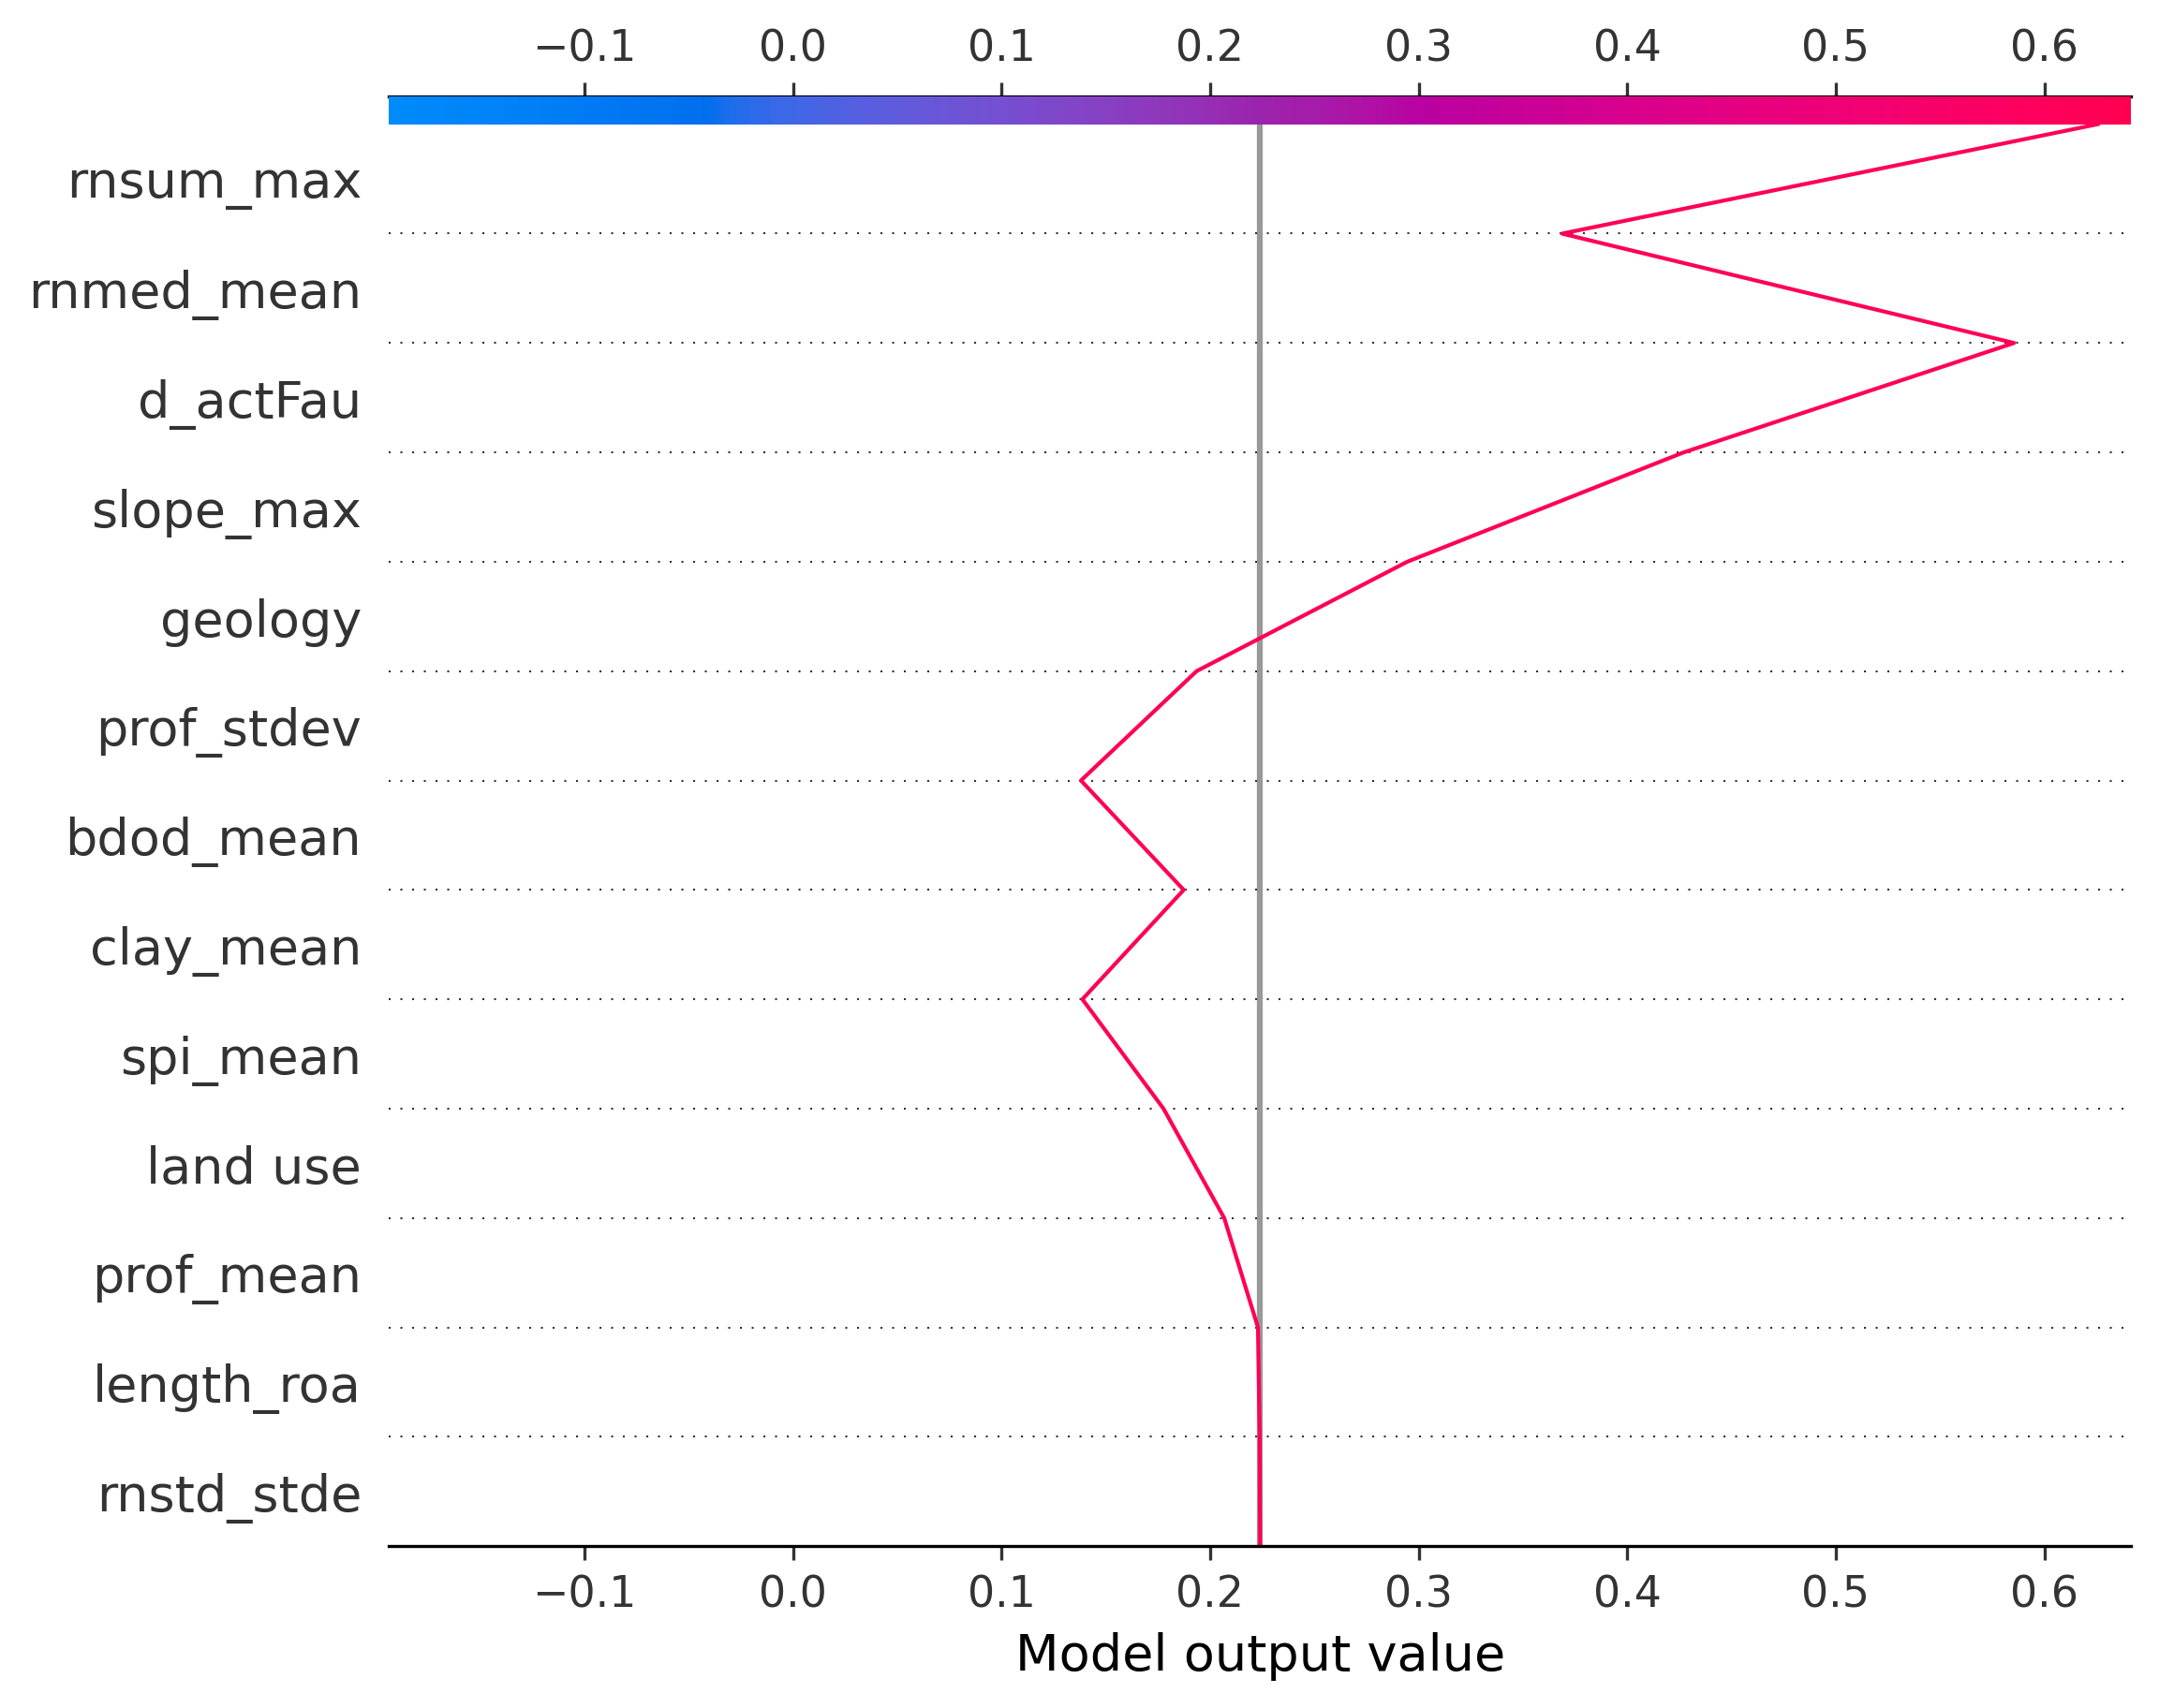 −0.1 0.0 0.1 0.2 0.3 0.4 0.5 0.6
rnsum_max
rnmed_mean
d_actFau
slope_max
geology
prof_stdev
bdod_mean
clay_mean
spi_mean
land use
prof_mean
length_roa
rnstd_stde
−0.1 0.0 0.1 0.2 0.3 0.4 0.5 0.6
Model output value